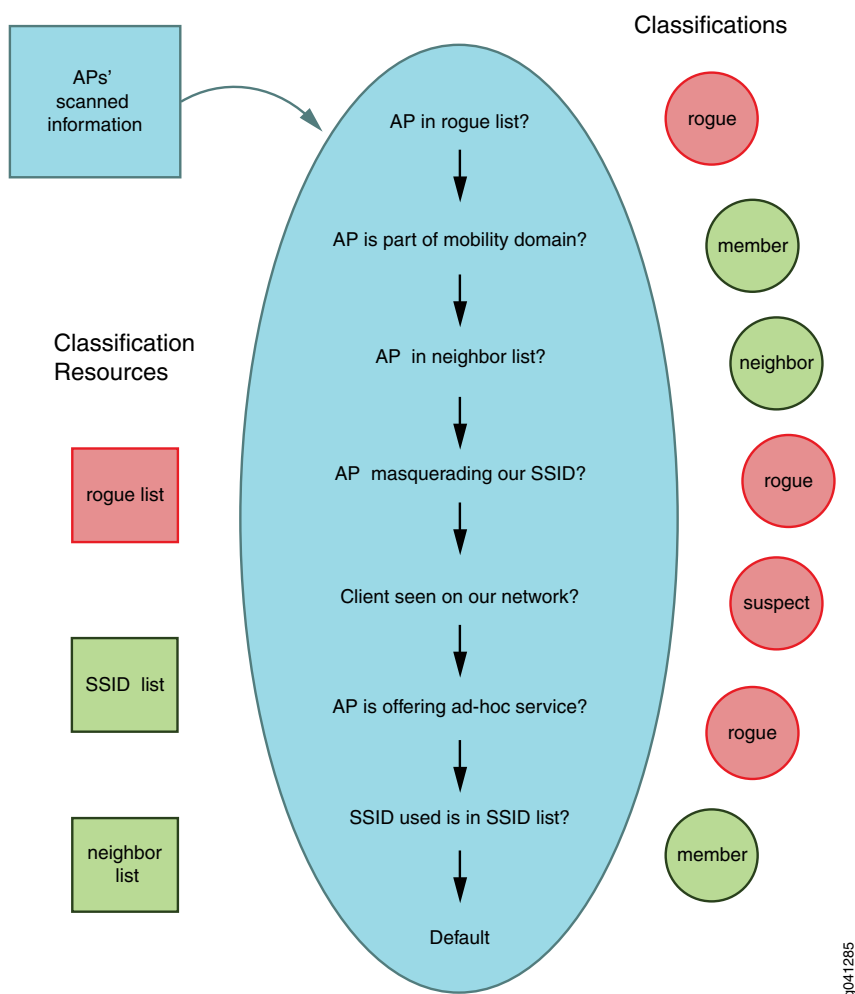 Classifications
APs'
scanned
information
AP in rogue list?
rogue
AP is part of mobility domain?
member
Classification
Resources
AP in neighbor list?
neighbor
rogue list
AP masquerading our SSID?
rogue
Client seen on our network?
suspect
SSID list
AP is offering ad-hoc service?
rogue
SSID used is in SSID list?
member
neighbor
list
Default
g041285